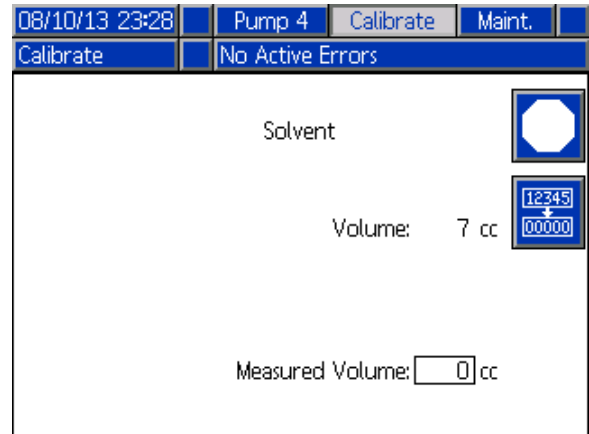 08/10/13 23:28 Pump 4 Calibrate Maint.
Calibrate No Active Errors
Solvent
12345
Volume: 7 cc 00000
Measured Volume: 0 cc